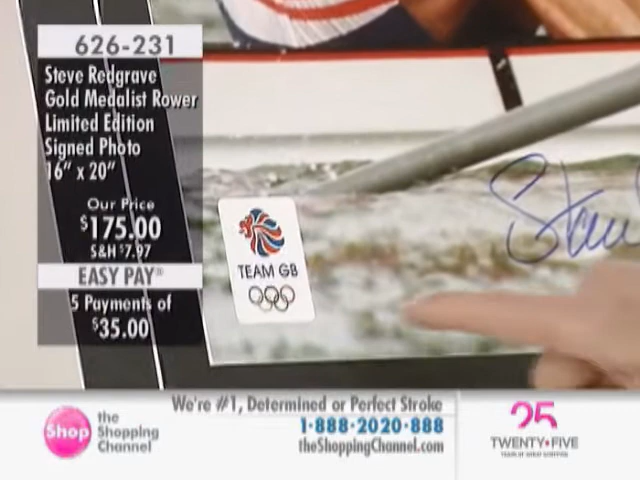 626-231
Steve Redgrave
Gold Medalist Rower
Limited Edition
Signed Photo
16" x 20"
Our Price
$175.00
S&H $7.97
EASY PAY®
5 Payments of
$35.00
TEAM GB
We're #1, Determined or Perfect Stroke
1·888·2020·888
theShoppingChannel.com
Shop
the
Shopping
Channel
25
TWENTY•FIVE